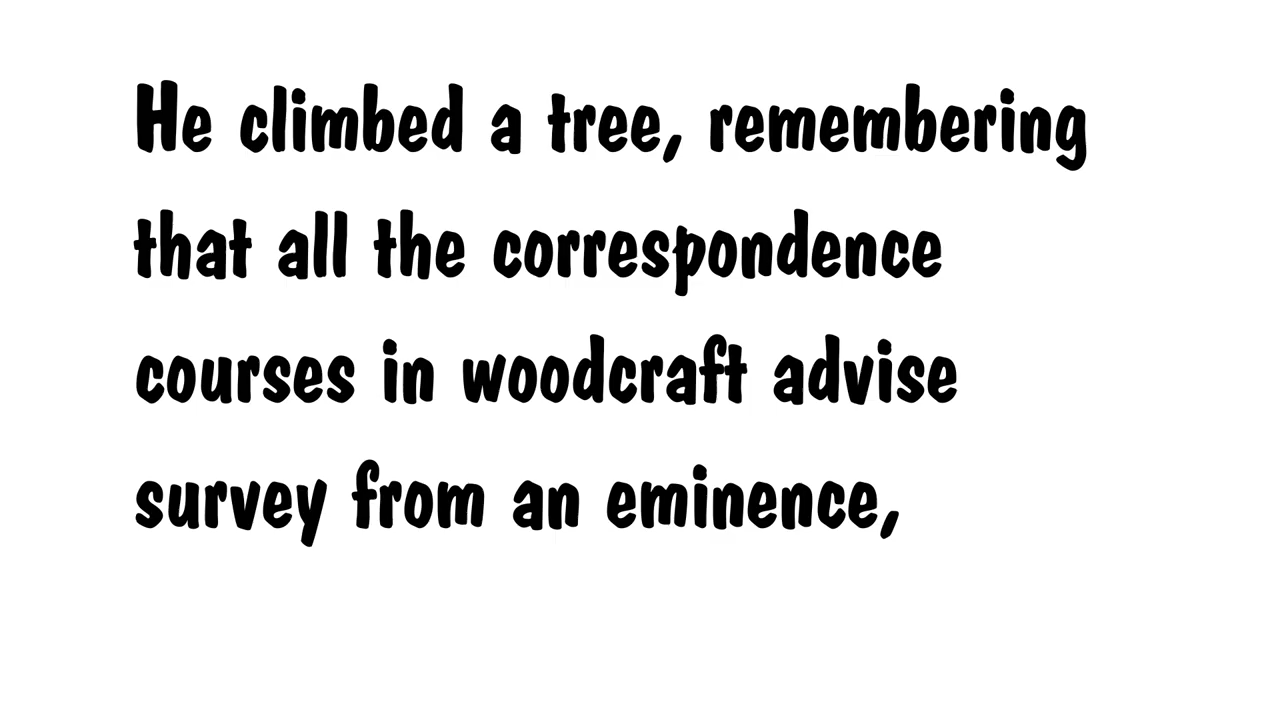 He climbed a tree, remembering
that all the correspondence
courses in woodcraft advise
survey from an eminence,